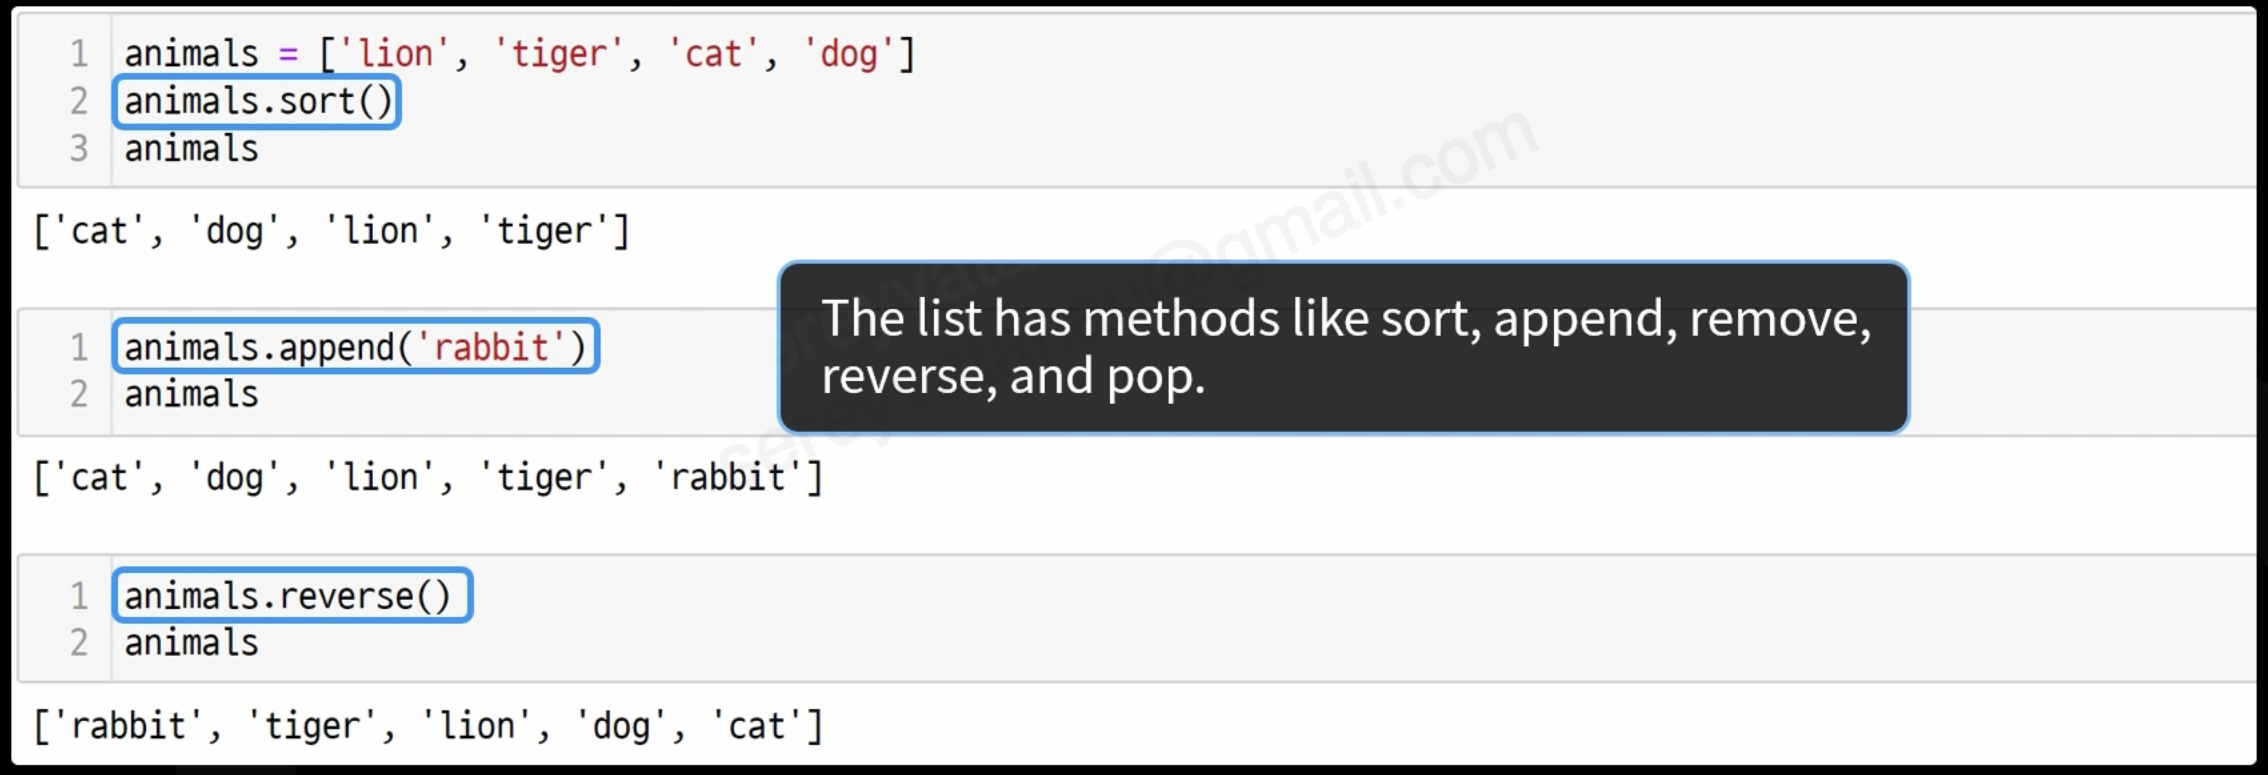 1 animals = ['lion', 'tiger', 'cat', 'dog']
2 animals.sort()
3 animals
['cat', 'dog', 'lion', 'tiger']
1 animals.append('rabbit')
2 animals
The list has methods like sort, append, remove,
reverse, and pop.
['cat', 'dog', 'lion', 'tiger', 'rabbit']
1 animals.reverse()
2 animals
['rabbit', 'tiger', 'lion', 'dog', 'cat']